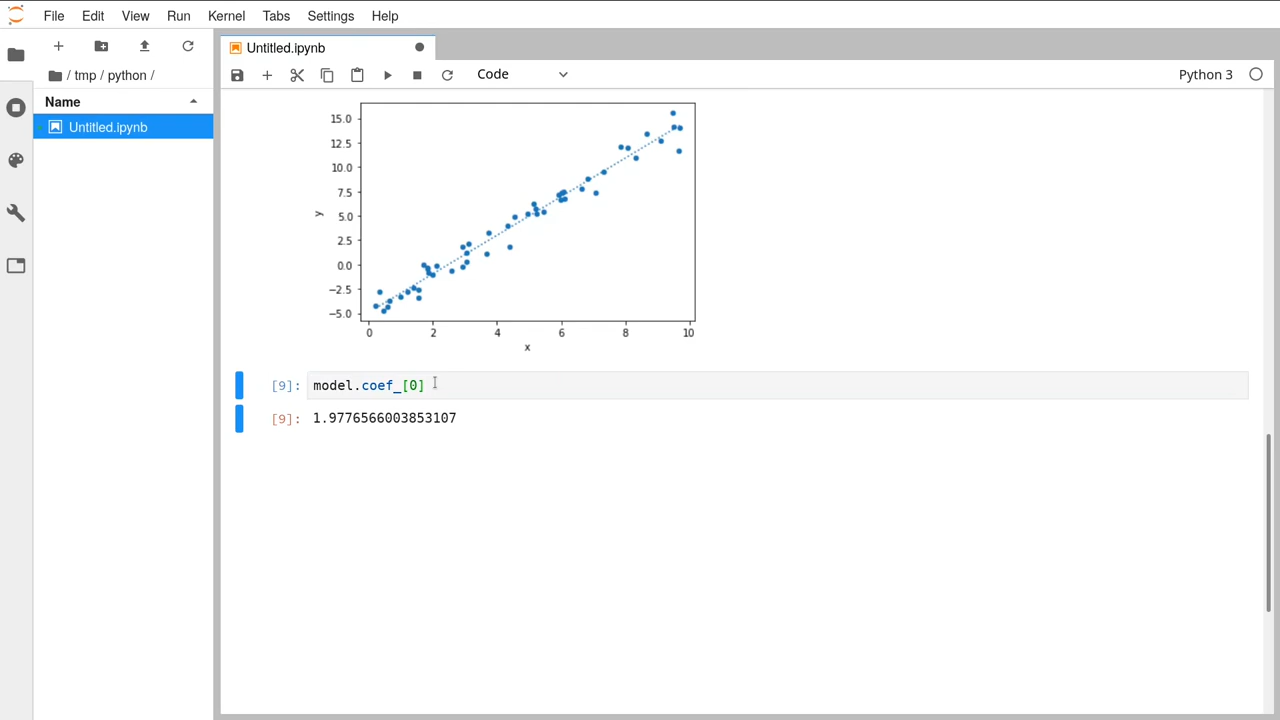 File Edit View Run Kernel Tabs Settings Help
Untitled.ipynb
/ tmp / python /
Code
Python 3
Name
Untitled.ipynb
15.0
12.5
10.0
7.5
5.0
2.5
0.0
−2.5
−5.0
y
0 2 4 6 8 10
x
[9]: model.coef_[0]
[9]: 1.9776566003853107